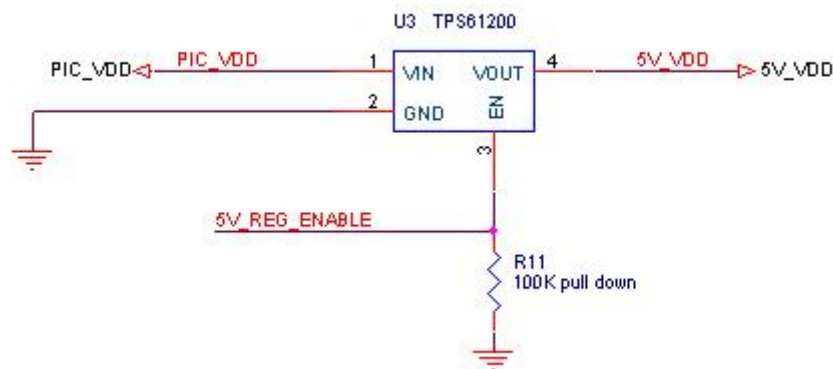 U3 TPS61200
PIC_VDD PIC_VDD 1 VIN VOUT 4 5V_VDD 5V_VDD
2 GND EN
3
5V_REG_ENABLE
R11
100K pull down